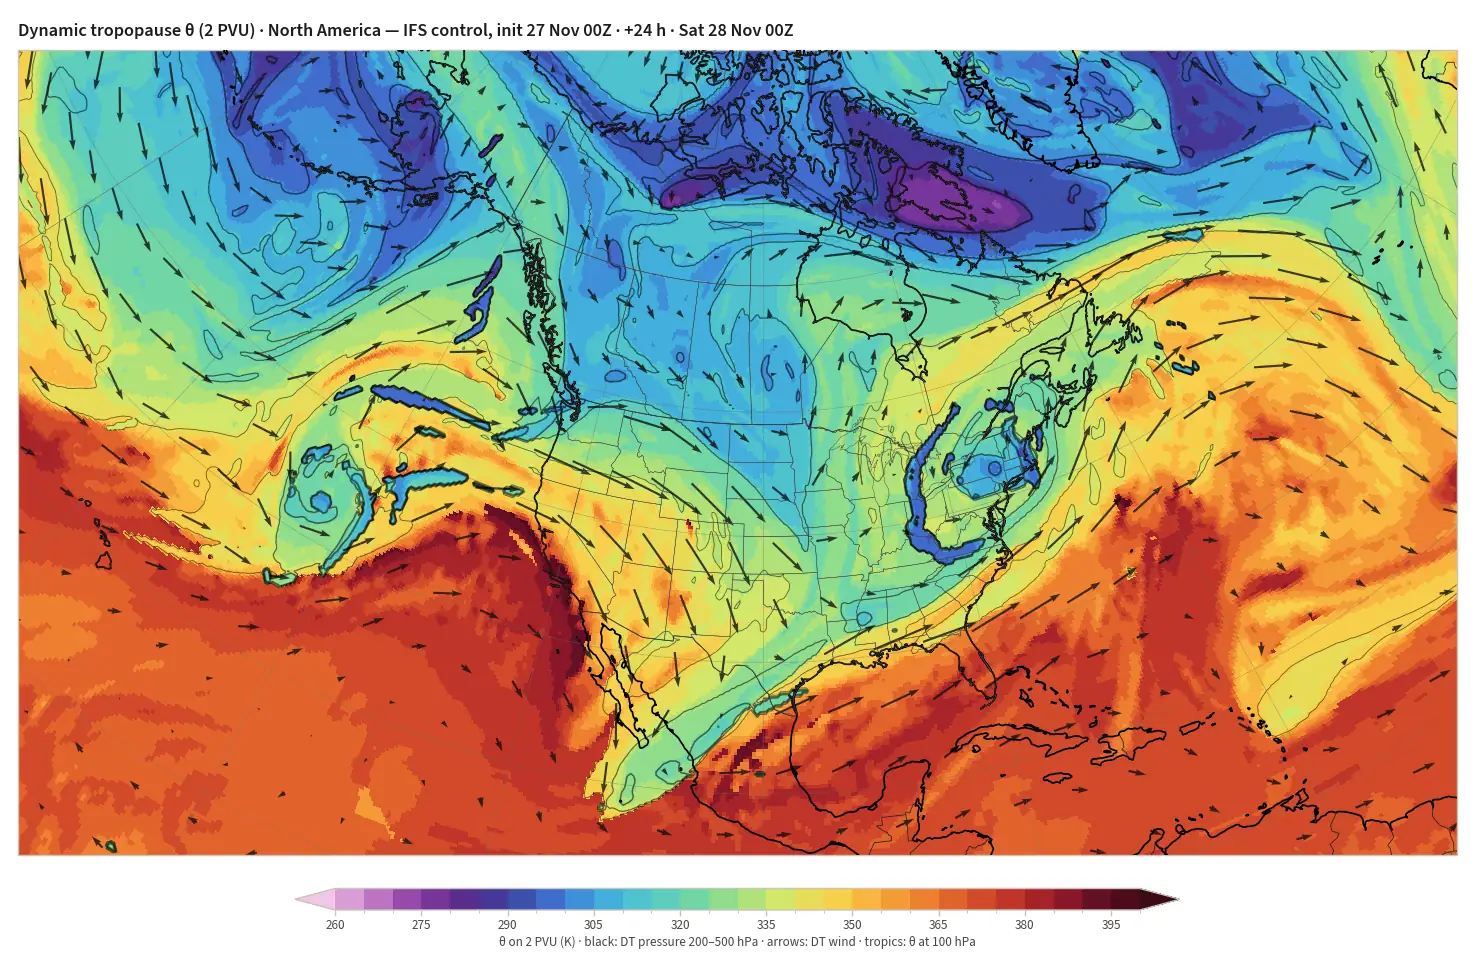 Dynamic tropopause θ (2 PVU) · North America — IFS control, init 27 Nov 00Z · +24 h · Sat 28 Nov 00Z
260 275 290 305 320 335 350 365 380 395
θ on 2 PVU (K) · black: DT pressure 200–500 hPa · arrows: DT wind · tropics: θ at 100 hPa